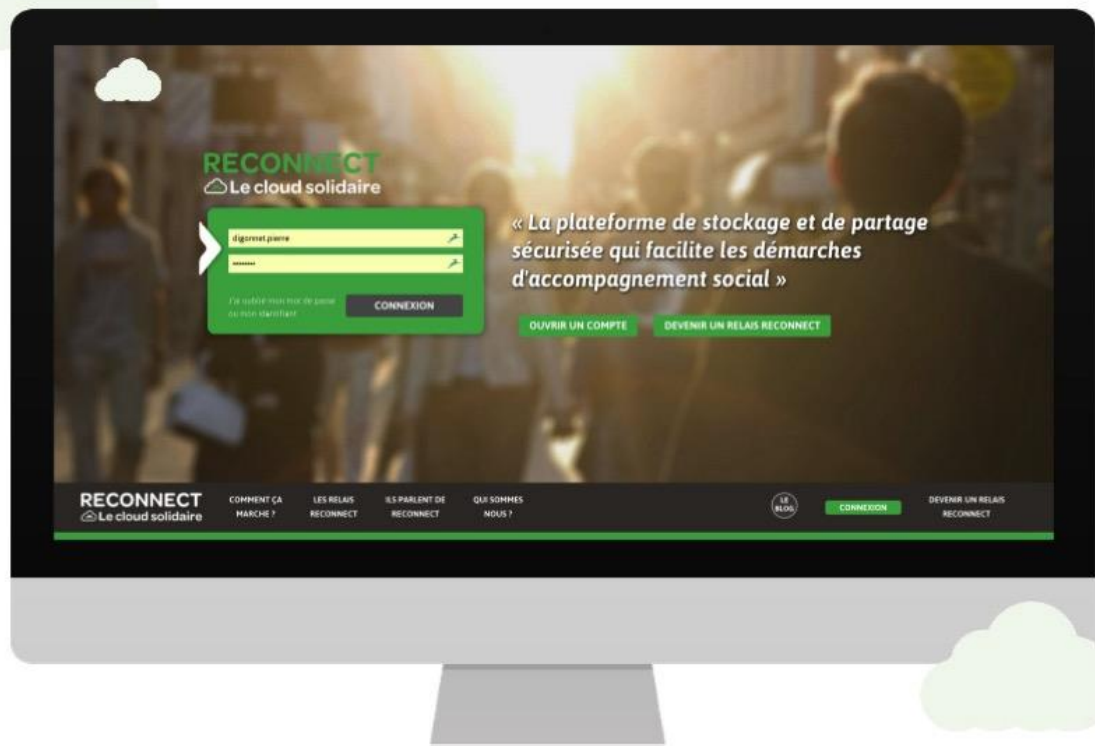 RECONNECT
Le cloud solidaire
digonnet.pierre
••••••••
J'ai oublié mon mot de passe
ou mon identifiant
CONNEXION
« La plateforme de stockage et de partage
sécurisée qui facilite les démarches
d'accompagnement social »
OUVRIR UN COMPTE
DEVENIR UN RELAIS RECONNECT
RECONNECT
Le cloud solidaire
COMMENT ÇA
MARCHE ?
LES RELAIS
RECONNECT
ILS PARLENT DE
RECONNECT
QUI SOMMES
NOUS ?
LE
BLOG
CONNEXION
DEVENIR UN RELAIS
RECONNECT